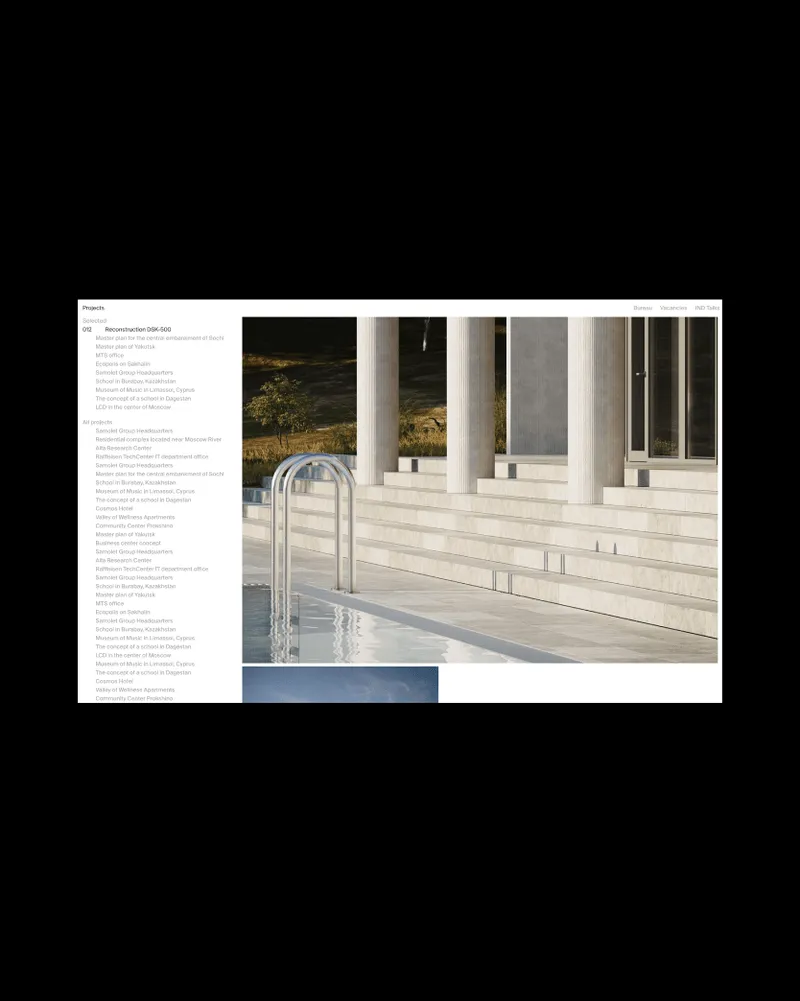 Projects
Bureau
Vacancies
IND Talks
Selected
012 Reconstruction DSK-500
Master plan for the central embankment of Sochi
Master plan of Yakutsk
MTS office
Ecopolis on Sakhalin
Samolet Group Headquarters
School in Burabay, Kazakhstan
Museum of Music in Limassol, Cyprus
The concept of a school in Dagestan
LCD in the center of Moscow
All projects
Samolet Group Headquarters
Residential complex located near Moscow River
Alfa Research Center
Raiffeisen TechCenter IT department office
Samolet Group Headquarters
Master plan for the central embankment of Sochi
School in Burabay, Kazakhstan
Museum of Music in Limassol, Cyprus
The concept of a school in Dagestan
Cosmos Hotel
Valley of Wellness Apartments
Community Center Prokshino
Master plan of Yakutsk
Business center concept
Samolet Group Headquarters
Alfa Research Center
Raiffeisen TechCenter IT department office
Samolet Group Headquarters
School in Burabay, Kazakhstan
Master plan of Yakutsk
MTS office
Ecopolis on Sakhalin
Samolet Group Headquarters
School in Burabay, Kazakhstan
Museum of Music in Limassol, Cyprus
The concept of a school in Dagestan
LCD in the center of Moscow
Museum of Music in Limassol, Cyprus
The concept of a school in Dagestan
Cosmos Hotel
Valley of Wellness Apartments
Community Center Prokshino